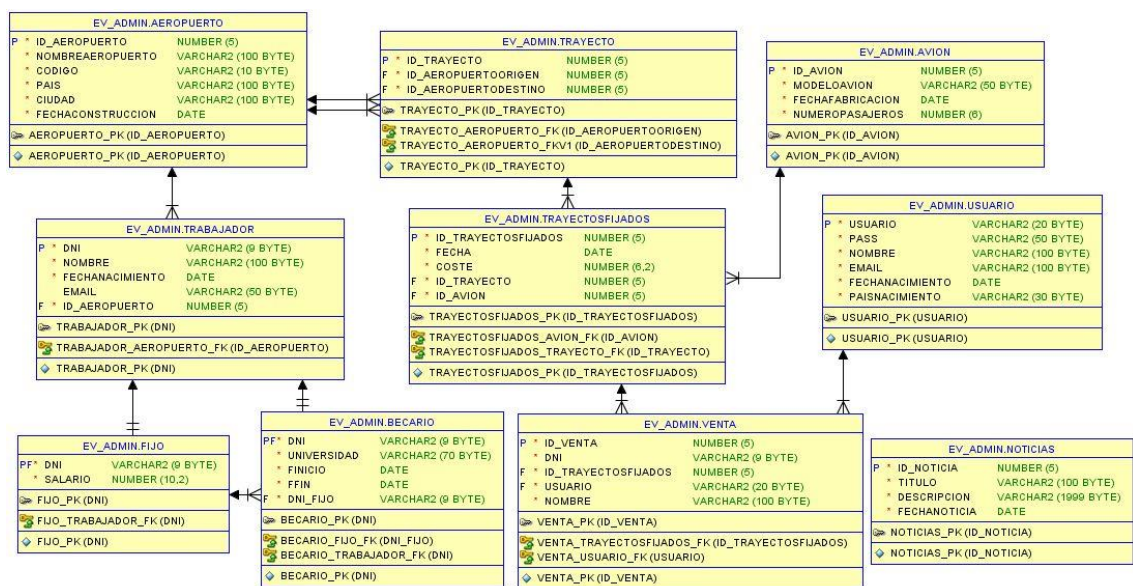 EV_ADMIN.AEROPUERTO
P * ID_AEROPUERTO NUMBER (5)
* NOMBREAEROPUERTO VARCHAR2 (100 BYTE)
* CODIGO VARCHAR2 (10 BYTE)
* PAIS VARCHAR2 (100 BYTE)
* CIUDAD VARCHAR2 (100 BYTE)
* FECHACONSTRUCCION DATE
AEROPUERTO_PK (ID_AEROPUERTO)
AEROPUERTO_PK (ID_AEROPUERTO)
EV_ADMIN.TRAYECTO
P * ID_TRAYECTO NUMBER (5)
F * ID_AEROPUERTOORIGEN NUMBER (5)
F * ID_AEROPUERTODESTINO NUMBER (5)
TRAYECTO_PK (ID_TRAYECTO)
TRAYECTO_AEROPUERTO_FK (ID_AEROPUERTOORIGEN)
TRAYECTO_AEROPUERTO_FKV1 (ID_AEROPUERTODESTINO)
TRAYECTO_PK (ID_TRAYECTO)
EV_ADMIN.AVION
P * ID_AVION NUMBER (5)
* MODELOAVION VARCHAR2 (50 BYTE)
* FECHAFABRICACION DATE
* NUMEROPASAJEROS NUMBER (6)
AVION_PK (ID_AVION)
AVION_PK (ID_AVION)
EV_ADMIN.TRABAJADOR
P * DNI VARCHAR2 (9 BYTE)
* NOMBRE VARCHAR2 (100 BYTE)
* FECHANACIMIENTO DATE
EMAIL VARCHAR2 (50 BYTE)
F * ID_AEROPUERTO NUMBER (5)
TRABAJADOR_PK (DNI)
TRABAJADOR_AEROPUERTO_FK (ID_AEROPUERTO)
TRABAJADOR_PK (DNI)
EV_ADMIN.TRAYECTOSFIJADOS
P * ID_TRAYECTOSFIJADOS NUMBER (5)
* FECHA DATE
* COSTE NUMBER (6,2)
F * ID_TRAYECTO NUMBER (5)
F * ID_AVION NUMBER (5)
TRAYECTOSFIJADOS_PK (ID_TRAYECTOSFIJADOS)
TRAYECTOSFIJADOS_AVION_FK (ID_AVION)
TRAYECTOSFIJADOS_TRAYECTO_FK (ID_TRAYECTO)
TRAYECTOSFIJADOS_PK (ID_TRAYECTOSFIJADOS)
EV_ADMIN.USUARIO
P * USUARIO VARCHAR2 (20 BYTE)
* PASS VARCHAR2 (50 BYTE)
* NOMBRE VARCHAR2 (100 BYTE)
* EMAIL VARCHAR2 (100 BYTE)
* FECHANACIMIENTO DATE
* PAISNACIMIENTO VARCHAR2 (30 BYTE)
USUARIO_PK (USUARIO)
USUARIO_PK (USUARIO)
EV_ADMIN.FIJO
PF* DNI VARCHAR2 (9 BYTE)
* SALARIO NUMBER (10,2)
FIJO_PK (DNI)
FIJO_TRABAJADOR_FK (DNI)
FIJO_PK (DNI)
EV_ADMIN.BECARIO
PF* DNI VARCHAR2 (9 BYTE)
* UNIVERSIDAD VARCHAR2 (70 BYTE)
* FINICIO DATE
* FFIN DATE
F * DNI_FIJO VARCHAR2 (9 BYTE)
BECARIO_PK (DNI)
BECARIO_FIJO_FK (DNI_FIJO)
BECARIO_TRABAJADOR_FK (DNI)
BECARIO_PK (DNI)
EV_ADMIN.VENTA
P * ID_VENTA NUMBER (5)
* DNI VARCHAR2 (9 BYTE)
F * ID_TRAYECTOSFIJADOS NUMBER (5)
F * USUARIO VARCHAR2 (20 BYTE)
* NOMBRE VARCHAR2 (100 BYTE)
VENTA_PK (ID_VENTA)
VENTA_TRAYECTOSFIJADOS_FK (ID_TRAYECTOSFIJADOS)
VENTA_USUARIO_FK (USUARIO)
VENTA_PK (ID_VENTA)
EV_ADMIN.NOTICIAS
P * ID_NOTICIA NUMBER (5)
* TITULO VARCHAR2 (100 BYTE)
* DESCRIPCION VARCHAR2 (1999 BYTE)
* FECHANOTICIA DATE
NOTICIAS_PK (ID_NOTICIA)
NOTICIAS_PK (ID_NOTICIA)